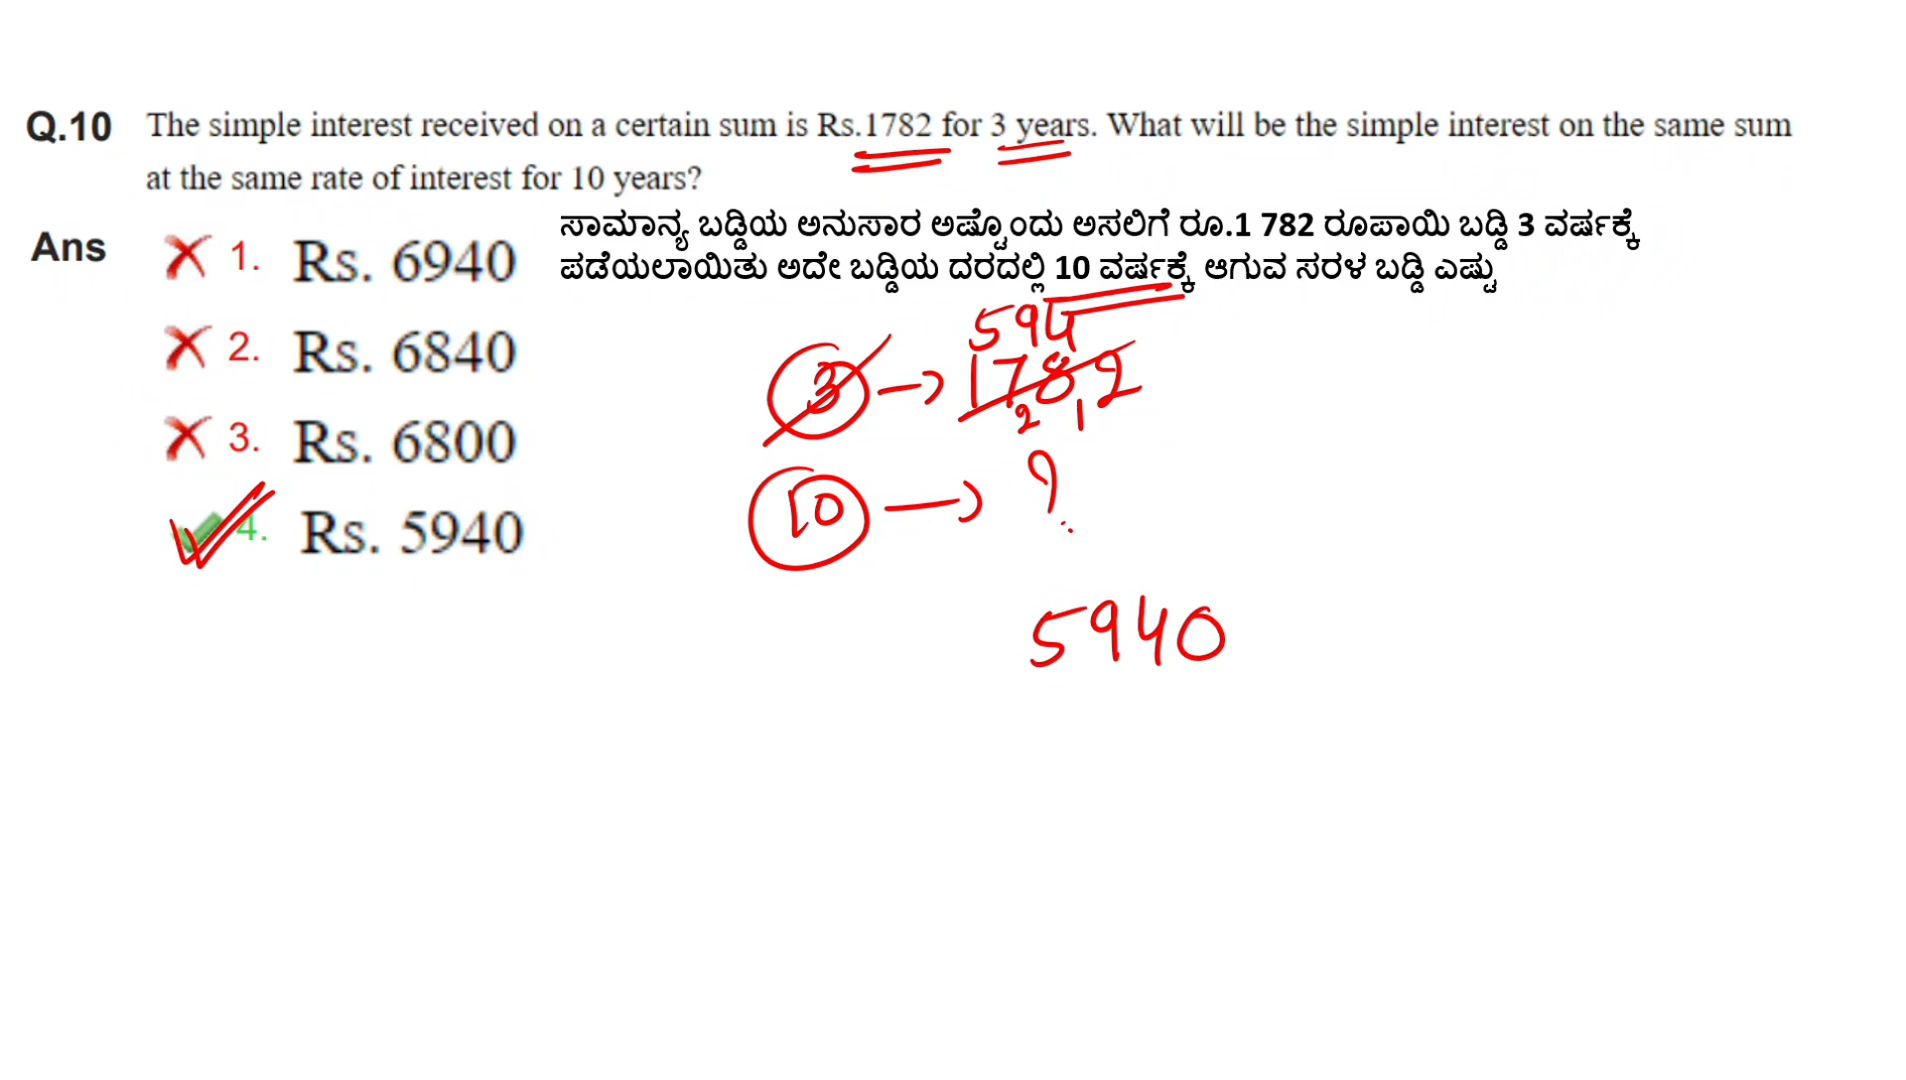 Q.10 The simple interest received on a certain sum is Rs.1782 for 3 years. What will be the simple interest on the same sum
at the same rate of interest for 10 years?
ಸಾಮಾನ್ಯ ಬಡ್ಡಿಯ ಅನುಸಾರ ಅಷ್ಟೊಂದು ಅಸಲಿಗೆ ರೂ.1 782 ರೂಪಾಯಿ ಬಡ್ಡಿ 3 ವರ್ಷಕ್ಕೆ
ಪಡೆಯಲಾಯಿತು ಅದೇ ಬಡ್ಡಿಯ ದರದಲ್ಲಿ 10 ವರ್ಷಕ್ಕೆ ಆಗುವ ಸರಳ ಬಡ್ಡಿ ಎಷ್ಟು
Ans 1. Rs. 6940
2. Rs. 6840
3. Rs. 6800
4. Rs. 5940
594
3 → 1782
2 1
10 → ?
5940